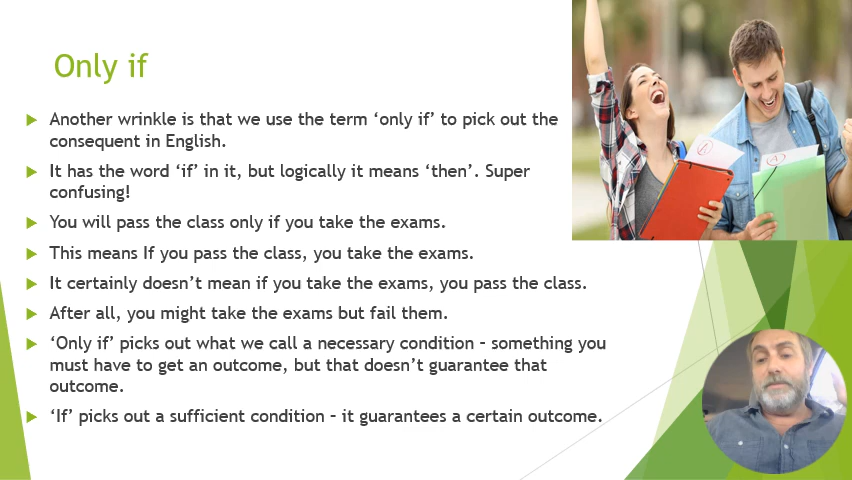 Only if
Another wrinkle is that we use the term ‘only if’ to pick out the
consequent in English.
It has the word ‘if’ in it, but logically it means ‘then’. Super
confusing!
You will pass the class only if you take the exams.
This means If you pass the class, you take the exams.
It certainly doesn’t mean if you take the exams, you pass the class.
After all, you might take the exams but fail them.
‘Only if’ picks out what we call a necessary condition – something you
must have to get an outcome, but that doesn’t guarantee that
outcome.
‘If’ picks out a sufficient condition – it guarantees a certain outcome.